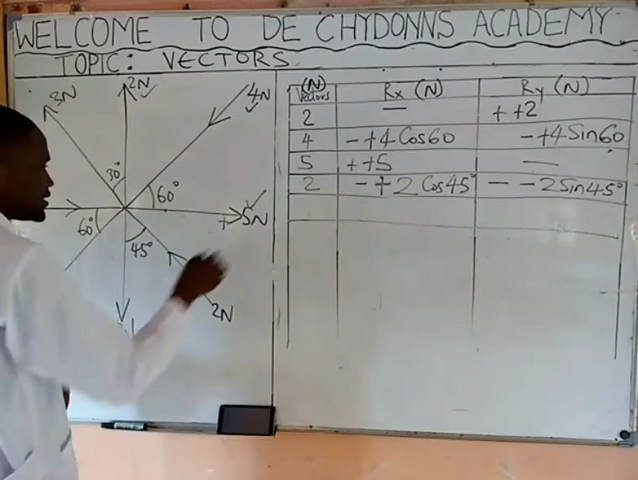 WELCOME TO DE CHYDONNS ACADEMY
TOPIC: VECTORS
3N
2N
4N
30°
60°
+5N
60°
45°
2N
(N) Vectors Rx (N) Ry (N)
2 — + +2
4 - +4 Cos60 - +4 Sin60
5 + +5 —
2 - +2 Cos45° - -2 Sin45°